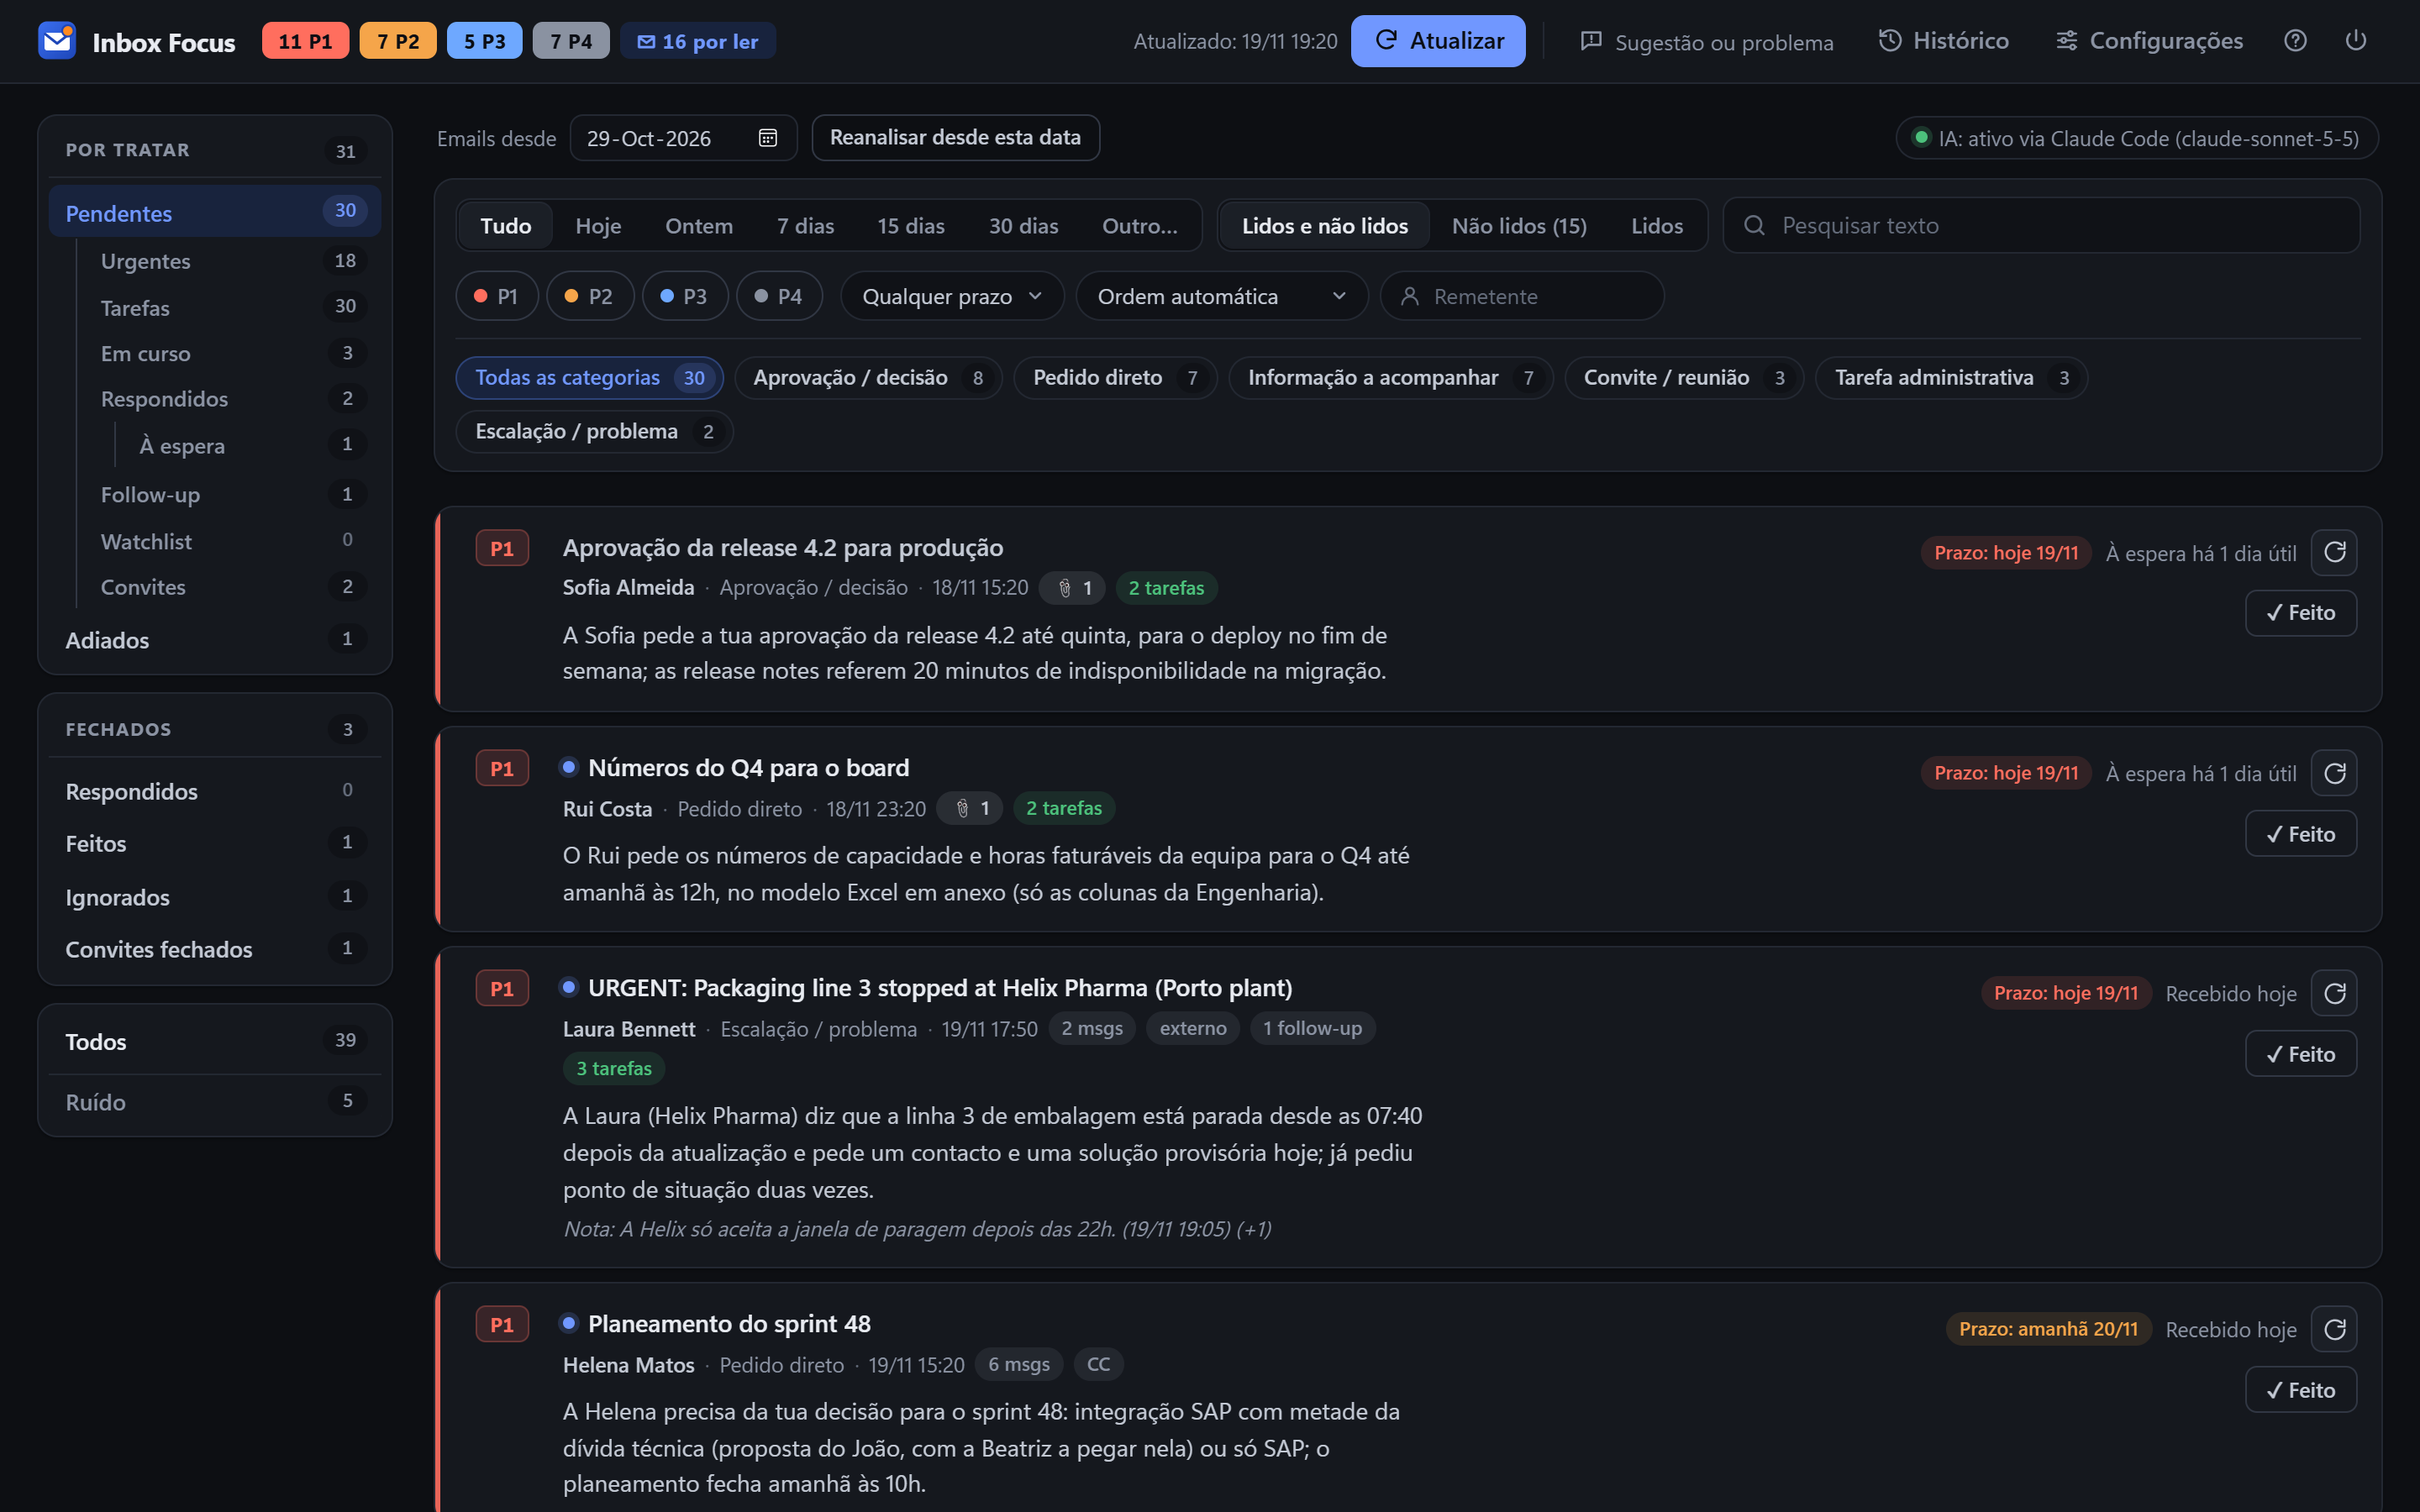 Inbox Focus 11 P1 7 P2 5 P3 7 P4 16 por ler Atualizado: 19/11 19:20 Atualizar Sugestão ou problema Histórico Configurações
POR TRATAR 31
Pendentes 30
Urgentes 18
Tarefas 30
Em curso 3
Respondidos 2
À espera 1
Follow-up 1
Watchlist 0
Convites 2
Adiados 1
FECHADOS 3
Respondidos 0
Feitos 1
Ignorados 1
Convites fechados 1
Todos 39
Ruído 5
Emails desde 29-Oct-2026 Reanalisar desde esta data IA: ativo via Claude Code (claude-sonnet-5-5)
Tudo Hoje Ontem 7 dias 15 dias 30 dias Outro... Lidos e não lidos Não lidos (15) Lidos Pesquisar texto
P1 P2 P3 P4 Qualquer prazo Ordem automática Remetente
Todas as categorias 30 Aprovação / decisão 8 Pedido direto 7 Informação a acompanhar 7 Convite / reunião 3 Tarefa administrativa 3
Escalação / problema 2
P1 Aprovação da release 4.2 para produção Prazo: hoje 19/11 À espera há 1 dia útil
Sofia Almeida · Aprovação / decisão · 18/11 15:20 1 2 tarefas
✓ Feito
A Sofia pede a tua aprovação da release 4.2 até quinta, para o deploy no fim de
semana; as release notes referem 20 minutos de indisponibilidade na migração.
P1 Números do Q4 para o board Prazo: hoje 19/11 À espera há 1 dia útil
Rui Costa · Pedido direto · 18/11 23:20 1 2 tarefas
✓ Feito
O Rui pede os números de capacidade e horas faturáveis da equipa para o Q4 até
amanhã às 12h, no modelo Excel em anexo (só as colunas da Engenharia).
P1 URGENT: Packaging line 3 stopped at Helix Pharma (Porto plant) Prazo: hoje 19/11 Recebido hoje
Laura Bennett · Escalação / problema · 19/11 17:50 2 msgs externo 1 follow-up
3 tarefas
✓ Feito
A Laura (Helix Pharma) diz que a linha 3 de embalagem está parada desde as 07:40
depois da atualização e pede um contacto e uma solução provisória hoje; já pediu
ponto de situação duas vezes.
Nota: A Helix só aceita a janela de paragem depois das 22h. (19/11 19:05) (+1)
P1 Planeamento do sprint 48 Prazo: amanhã 20/11 Recebido hoje
Helena Matos · Pedido direto · 19/11 15:20 6 msgs CC
✓ Feito
A Helena precisa da tua decisão para o sprint 48: integração SAP com metade da
dívida técnica (proposta do João, com a Beatriz a pegar nela) ou só SAP; o
planeamento fecha amanhã às 10h.